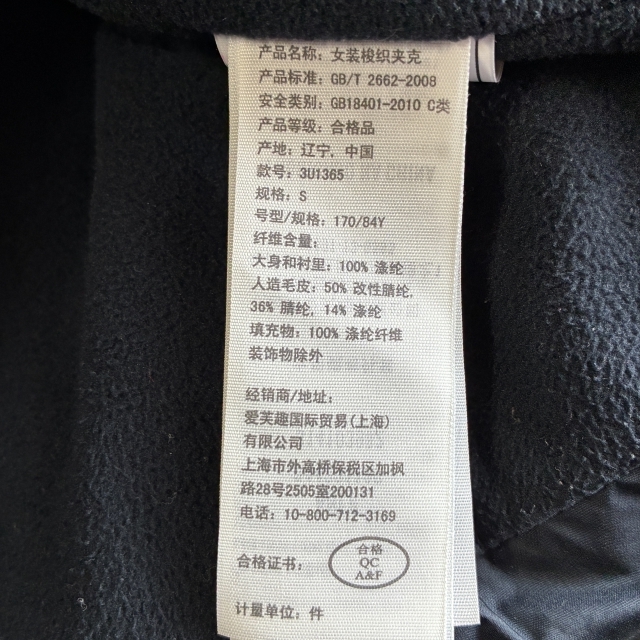 产品名称: 女装梭织夹克
产品标准: GB/T 2662-2008
安全类别: GB18401-2010 C类
产品等级: 合格品
产地: 辽宁, 中国
款号: 3U1365
规格: S
号型/规格: 170/84Y
纤维含量:
大身和衬里: 100% 涤纶
人造毛皮: 50% 改性腈纶,
36% 腈纶, 14% 涤纶
填充物: 100% 涤纶纤维
装饰物除外
经销商/地址:
爱芙趣国际贸易(上海)
有限公司
上海市外高桥保税区加枫
路28号2505室200131
电话: 10-800-712-3169
合格证书:
合格
QC
A&F
计量单位: 件